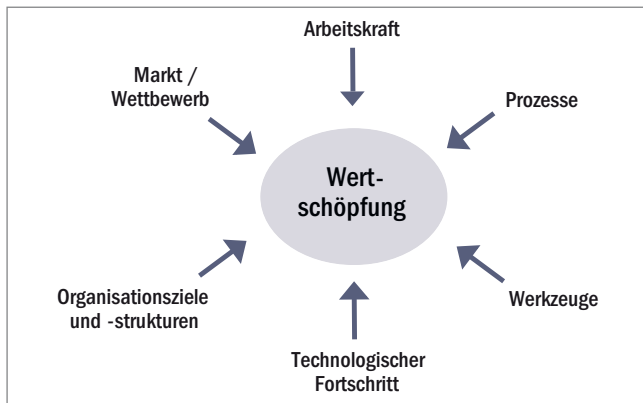 Arbeitskraft
Markt /
Wettbewerb
Prozesse
Wert-
schöpfung
Organisationsziele
und -strukturen
Werkzeuge
Technologischer
Fortschritt